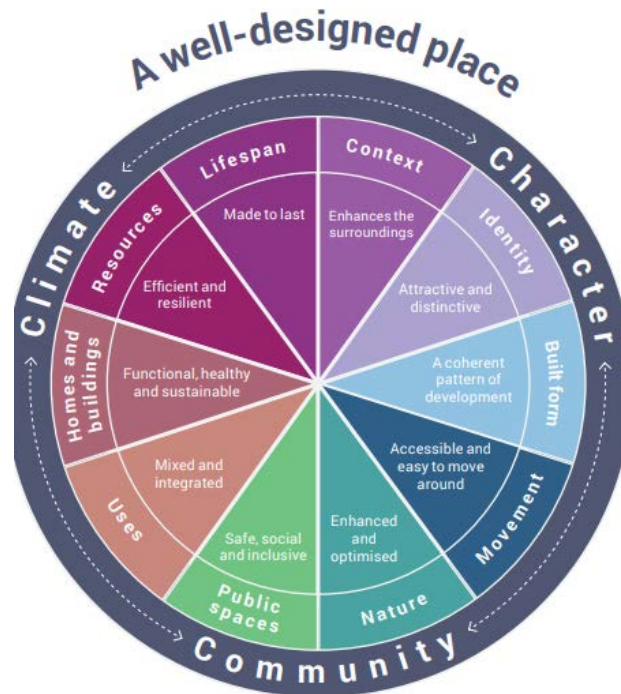 A well-designed place
Climate
Character
Community
Context
Enhances the
surroundings
Identity
Attractive and
distinctive
Built form
A coherent
pattern of
development
Movement
Accessible and
easy to move
around
Nature
Enhanced
and
optimised
Public
spaces
Safe, social
and inclusive
Uses
Mixed and
integrated
Homes and
buildings
Functional, healthy
and sustainable
Resources
Efficient and
resilient
Lifespan
Made to last